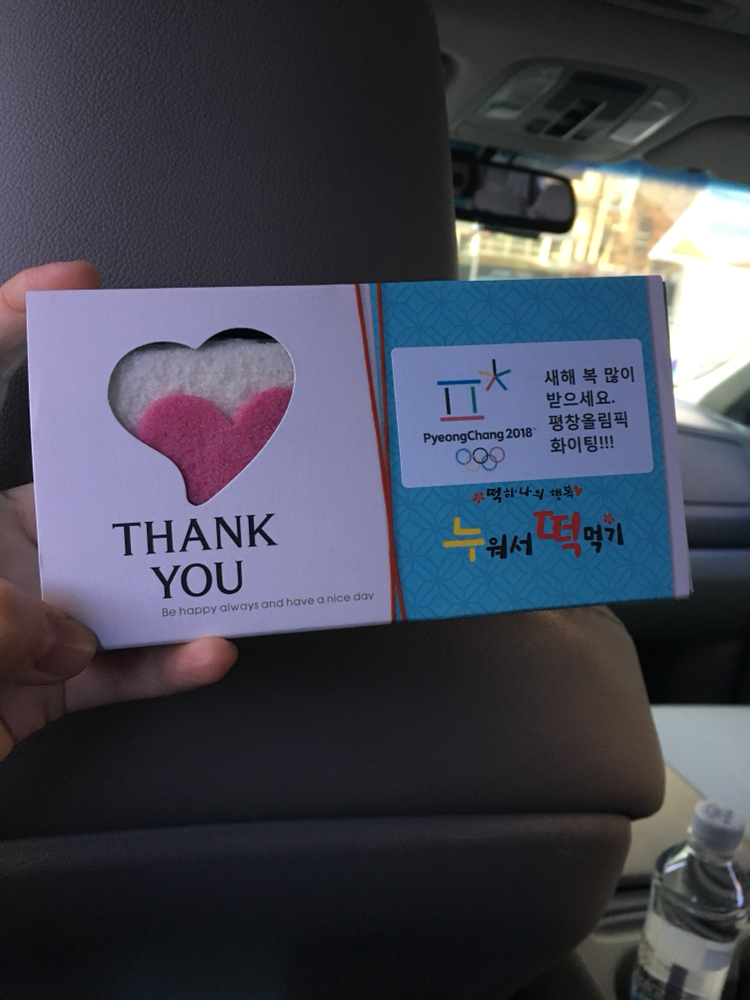 THANK
YOU
Be happy always and have a nice day
PyeongChang 2018
새해 복 많이
받으세요.
평창올림픽
화이팅!!!
떡하나의 행복
누워서 떡 먹기